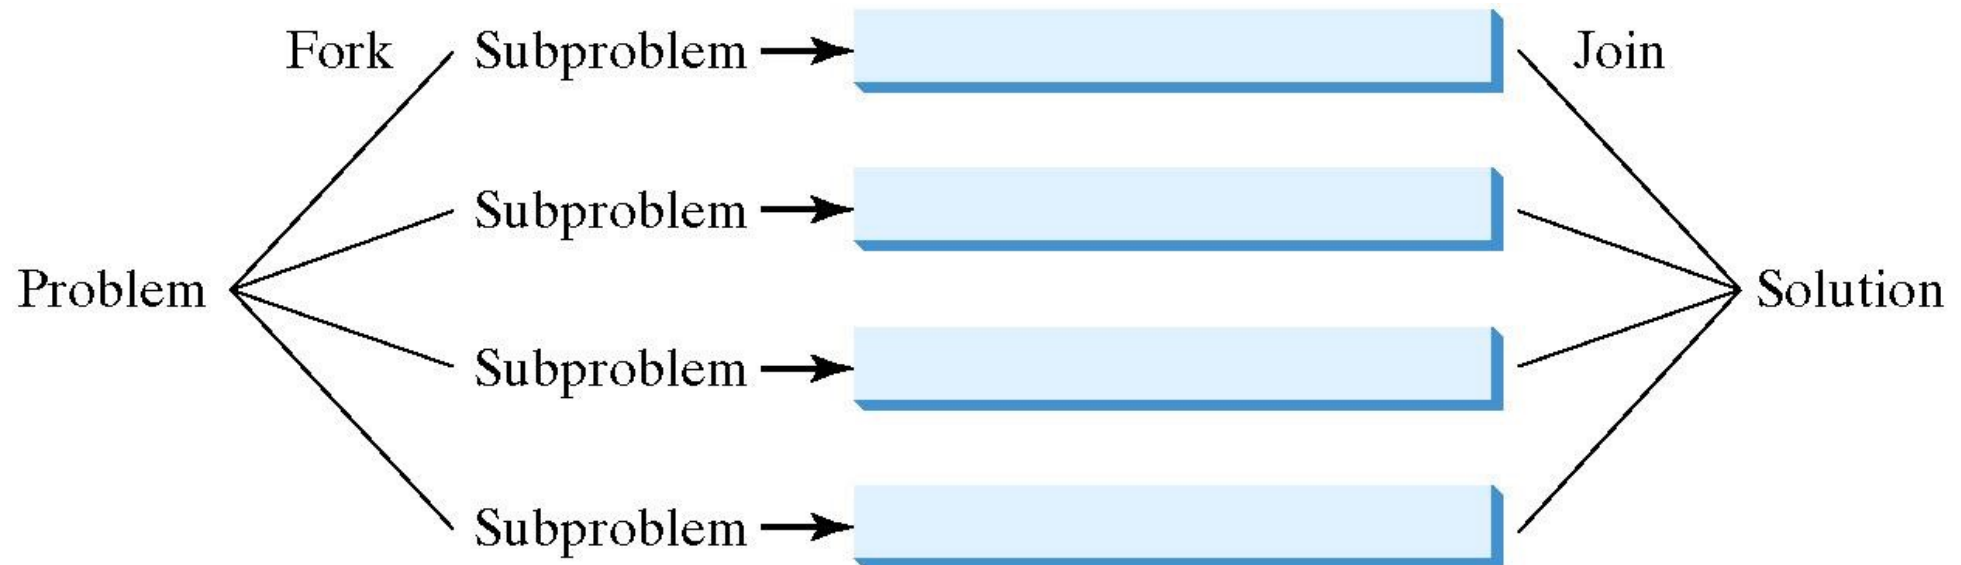 Fork
Subproblem
Join
Subproblem
Problem
Solution
Subproblem
Subproblem